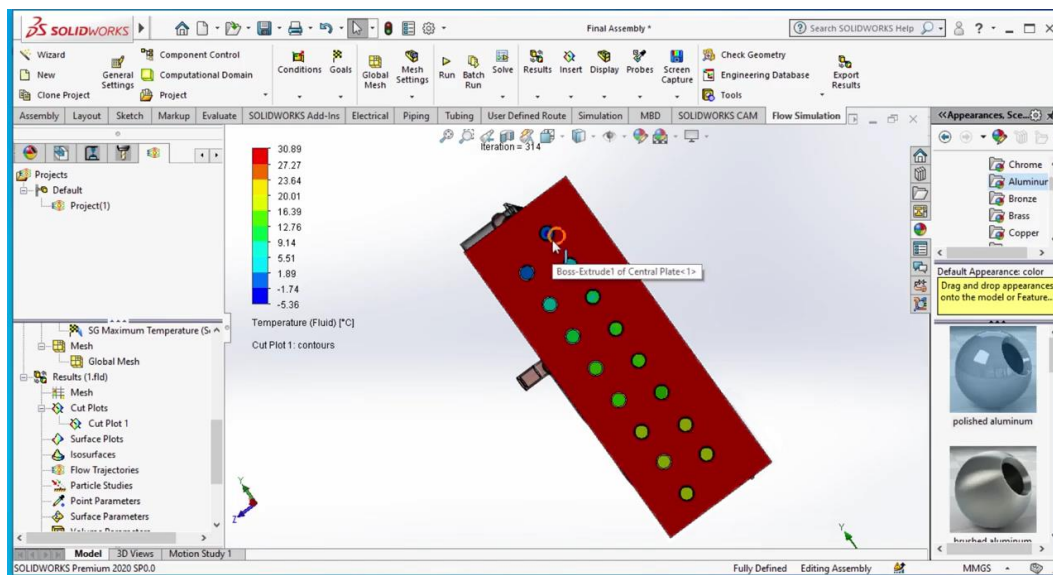 SOLIDWORKS
Final Assembly *
Search SOLIDWORKS Help
Wizard
New
Clone Project
General Settings
Component Control
Computational Domain
Project
Conditions
Goals
Global Mesh
Mesh Settings
Run
Batch Run
Solve
Results
Insert
Display
Probes
Screen Capture
Check Geometry
Engineering Database
Tools
Export Results
Assembly Layout Sketch Markup Evaluate SOLIDWORKS Add-Ins Electrical Piping Tubing User Defined Route Simulation MBD SOLIDWORKS CAM Flow Simulation
<<Appearances, Sce...
Iteration = 314
Projects
Default
Project(1)
30.89
27.27
23.64
20.01
16.39
12.76
9.14
5.51
1.89
-1.74
-5.36
Temperature (Fluid) [°C]
Cut Plot 1: contours
Boss-Extrude1 of Central Plate<1>
SG Maximum Temperature (S
Mesh
Global Mesh
Results (1.fld)
Mesh
Cut Plots
Cut Plot 1
Surface Plots
Isosurfaces
Flow Trajectories
Particle Studies
Point Parameters
Surface Parameters
Y
Z
Y
Chrome
Aluminur
Bronze
Brass
Copper
Default Appearance: color
Drag and drop appearances
onto the model or Feature..
polished aluminum
brushed aluminum
Model 3D Views Motion Study 1
SOLIDWORKS Premium 2020 SP0.0
Fully Defined Editing Assembly MMGS